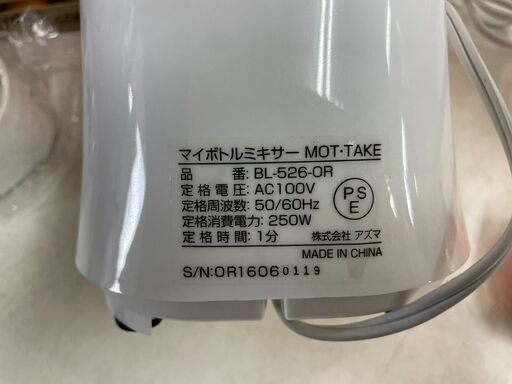 マイボトルミキサー MOT・TAKE
品 番: BL-526-OR
定格電圧: AC100V
定格周波数: 50/60Hz
定格消費電力: 250W
定格時間: 1分
PS
E
株式会社 アズマ
MADE IN CHINA
S/N:OR16060119